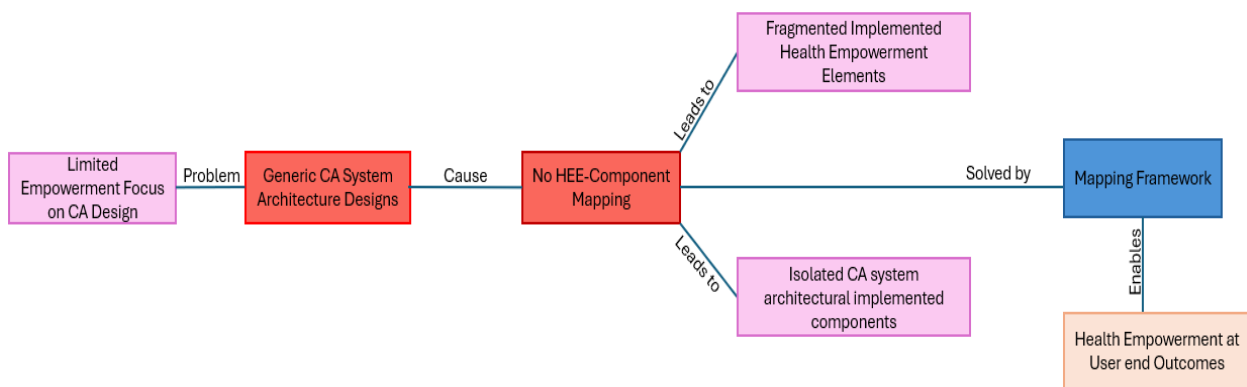 Fragmented Implemented
Health Empowerment
Elements
Leads to
Limited
Empowerment Focus
on CA Design
Problem
Generic CA System
Architecture Designs
Cause
No HEE-Component
Mapping
Solved by
Mapping Framework
Leads to
Isolated CA system
architectural implemented
components
Enables
Health Empowerment at
User end Outcomes